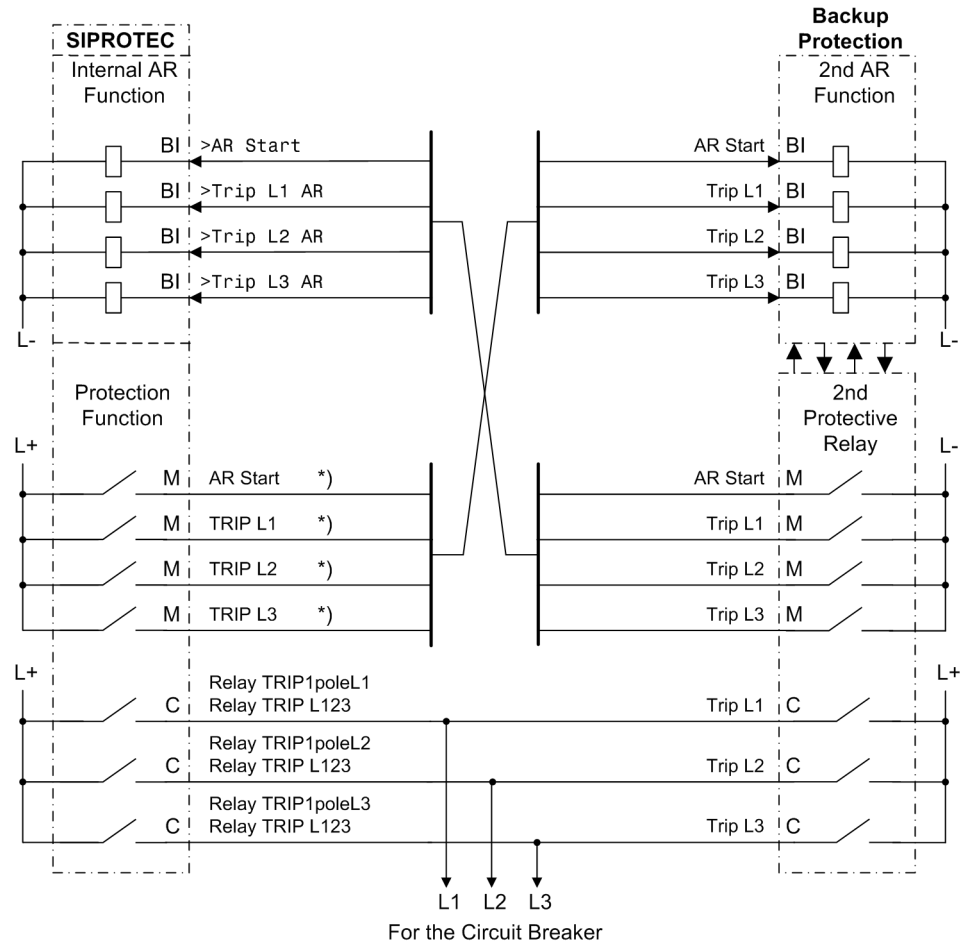 Backup
SIPROTEC Protection
Internal AR 2nd AR
Function Function
BI >AR Start AR Start BI
BI >Trip L1 AR Trip L1 BI
BI >Trip L2 AR Trip L2 BI
BI >Trip L3 AR Trip L3 BI
L- L-
Protection 2nd
Function Protective
L+ Relay L-
M AR Start *) AR Start M
M TRIP L1 *) Trip L1 M
M TRIP L2 *) Trip L2 M
M TRIP L3 *) Trip L3 M
L+ L+
Relay TRIP1poleL1
C Relay TRIP L123 Trip L1 C
Relay TRIP1poleL2
C Relay TRIP L123 Trip L2 C
Relay TRIP1poleL3
C Relay TRIP L123 Trip L3 C
L1 L2 L3
For the Circuit Breaker